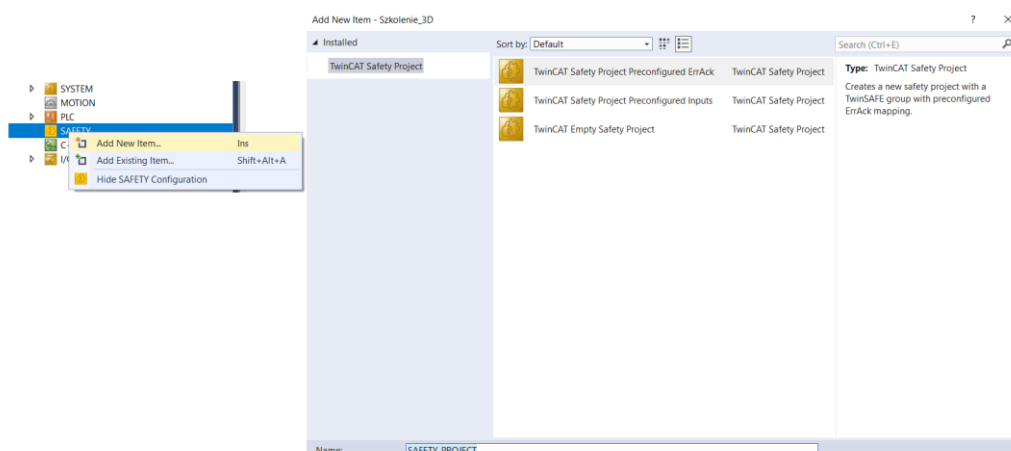 SYSTEM
MOTION
PLC
SAFETY
Add New Item... Ins
Add Existing Item... Shift+Alt+A
Hide SAFETY Configuration
Add New Item - Szkolenie_3D ? ×
Installed
TwinCAT Safety Project
Sort by: Default
Search (Ctrl+E)
TwinCAT Safety Project Preconfigured ErrAck TwinCAT Safety Project
TwinCAT Safety Project Preconfigured Inputs TwinCAT Safety Project
TwinCAT Empty Safety Project TwinCAT Safety Project
Type: TwinCAT Safety Project
Creates a new safety project with a
TwinSAFE group with preconfigured
ErrAck mapping.
Name: SAFETY_PROJECT